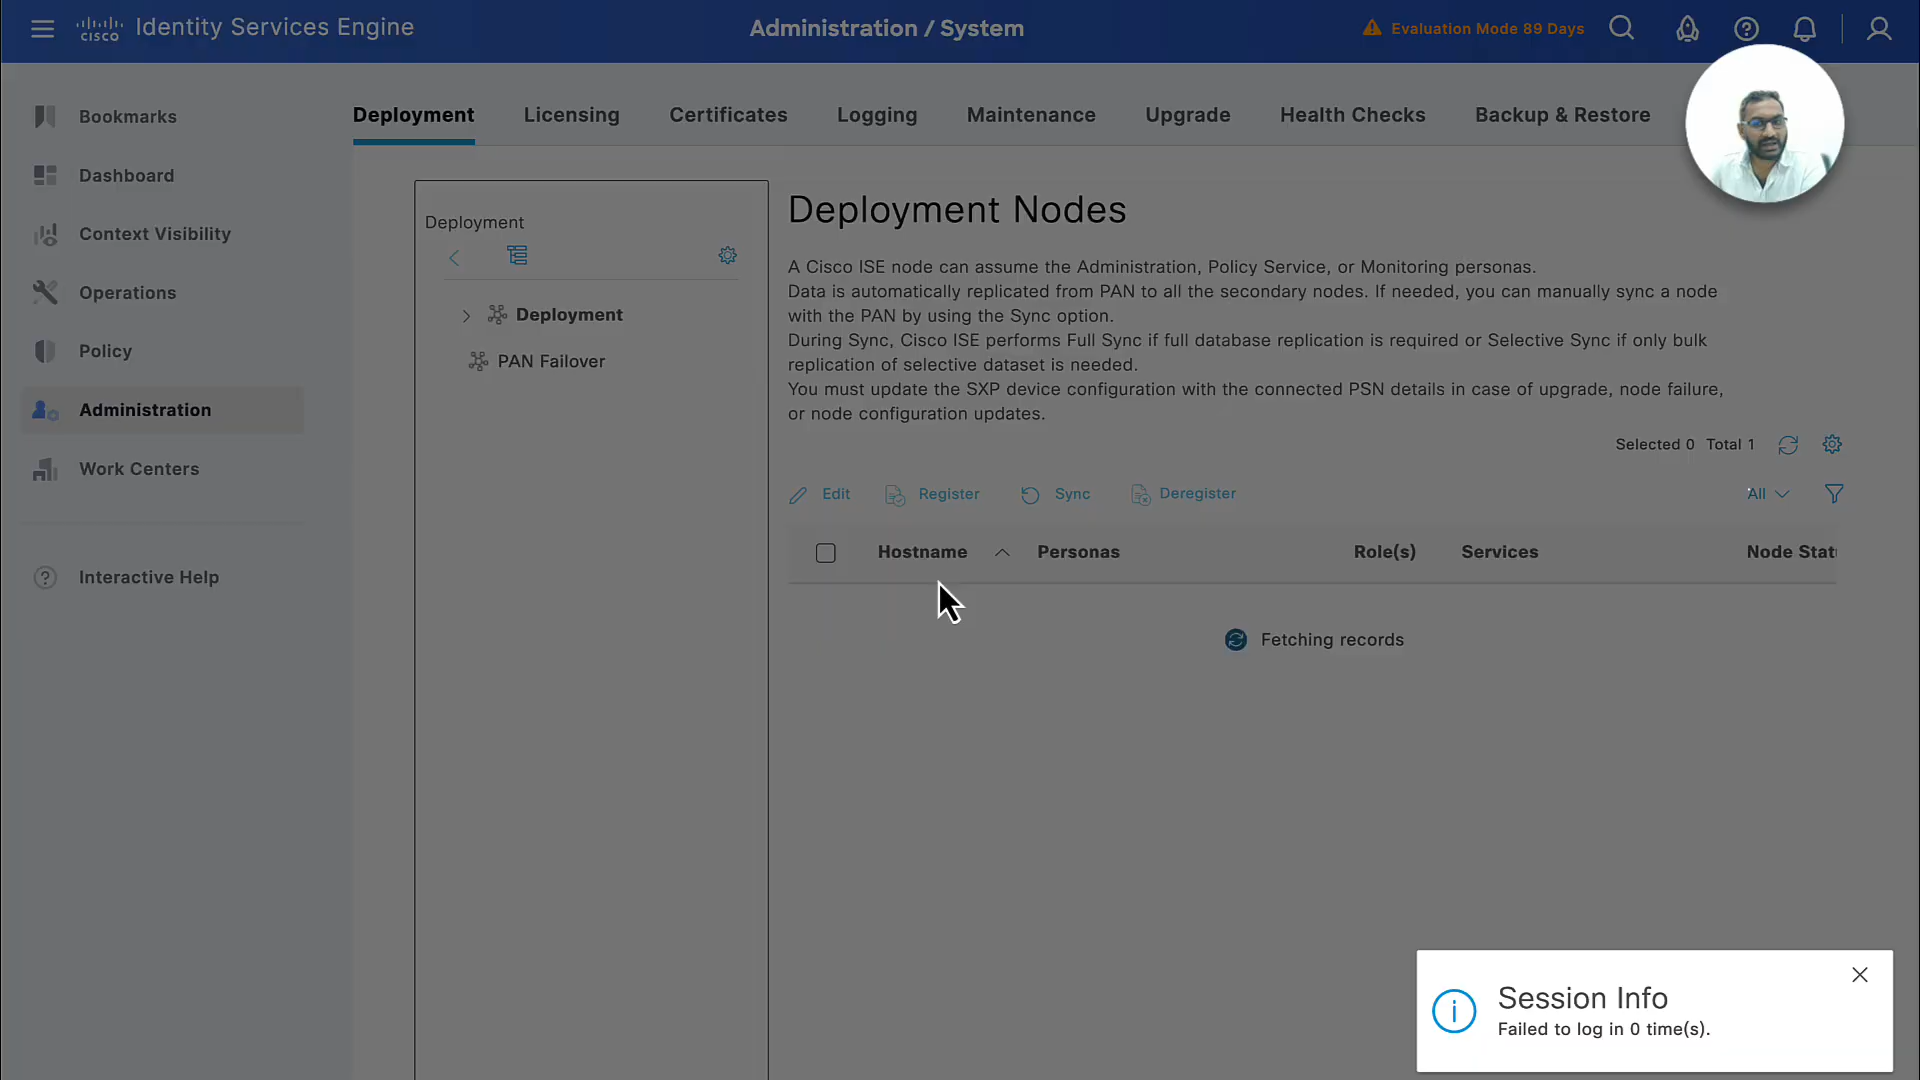 cisco Identity Services Engine
Administration / System
Evaluation Mode 89 Days
Bookmarks
Dashboard
Context Visibility
Operations
Policy
Administration
Work Centers
Interactive Help
Deployment
Licensing
Certificates
Logging
Maintenance
Upgrade
Health Checks
Backup & Restore
Deployment
Deployment
PAN Failover
Deployment Nodes
A Cisco ISE node can assume the Administration, Policy Service, or Monitoring personas.
Data is automatically replicated from PAN to all the secondary nodes. If needed, you can manually sync a node
with the PAN by using the Sync option.
During Sync, Cisco ISE performs Full Sync if full database replication is required or Selective Sync if only bulk
replication of selective dataset is needed.
You must update the SXP device configuration with the connected PSN details in case of upgrade, node failure,
or node configuration updates.
Selected 0 Total 1
Edit
Register
Sync
Deregister
All
Hostname
Personas
Role(s)
Services
Node Stat
Fetching records
Session Info
Failed to log in 0 time(s).